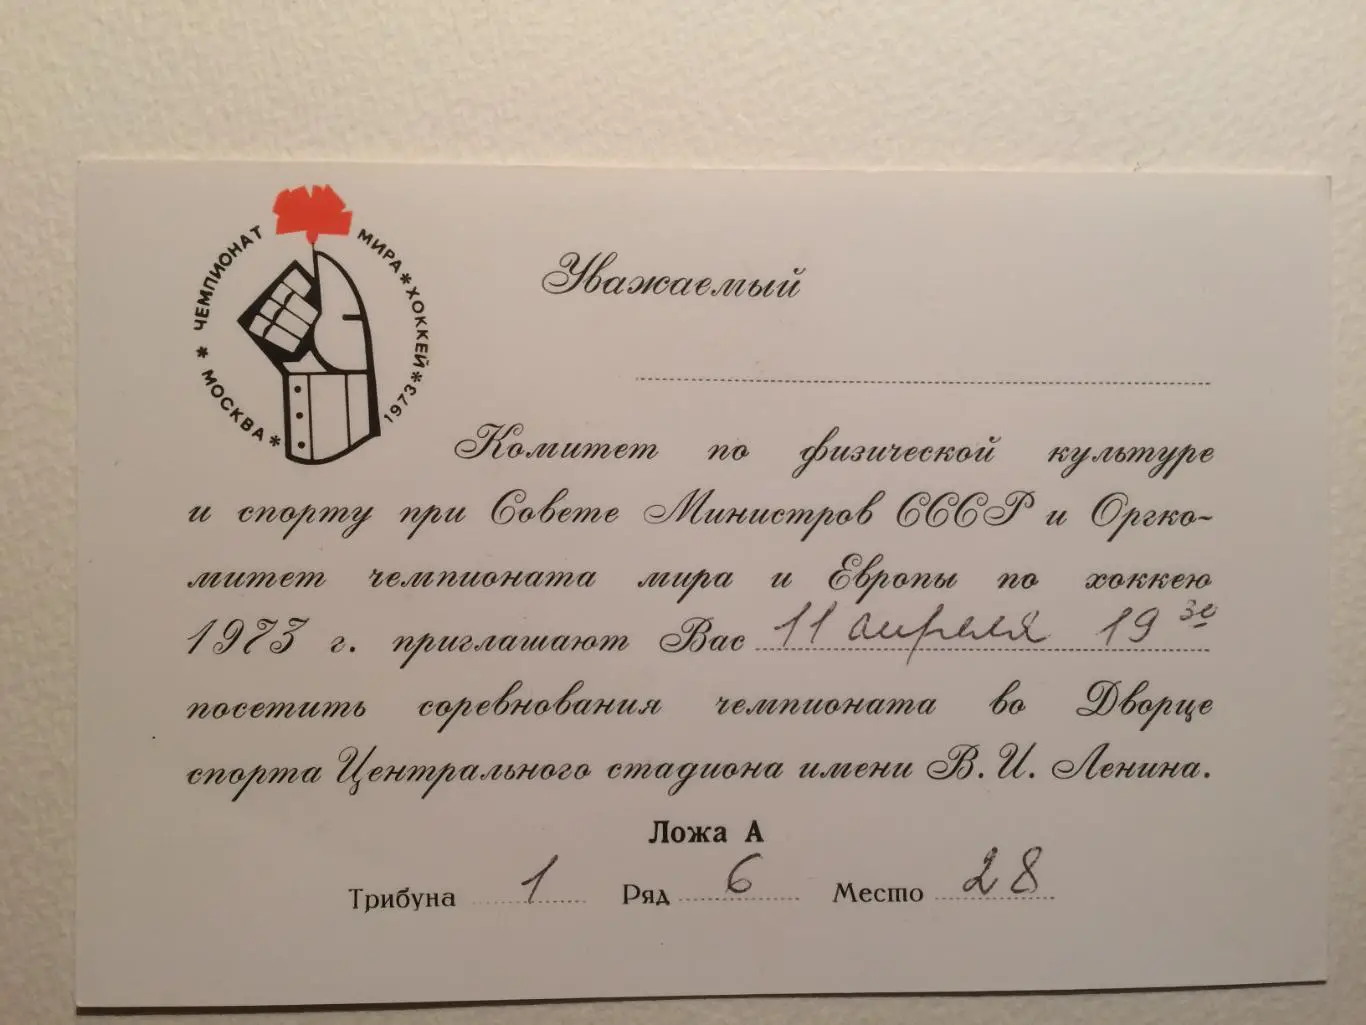 * ЧЕМПИОНАТ МИРА * ХОККЕЙ * 1973 * МОСКВА
Уважаемый
Комитет по физической культуре
и спорту при Совете Министров СССР и Оргко-
митет чемпионата мира и Европы по хоккею
1973 г. приглашают Вас 11 апреля 19 30
посетить соревнования чемпионата во Дворце
спорта Центрального стадиона имени В. И. Ленина.
Ложа А
Трибуна 1 Ряд 6 Место 28